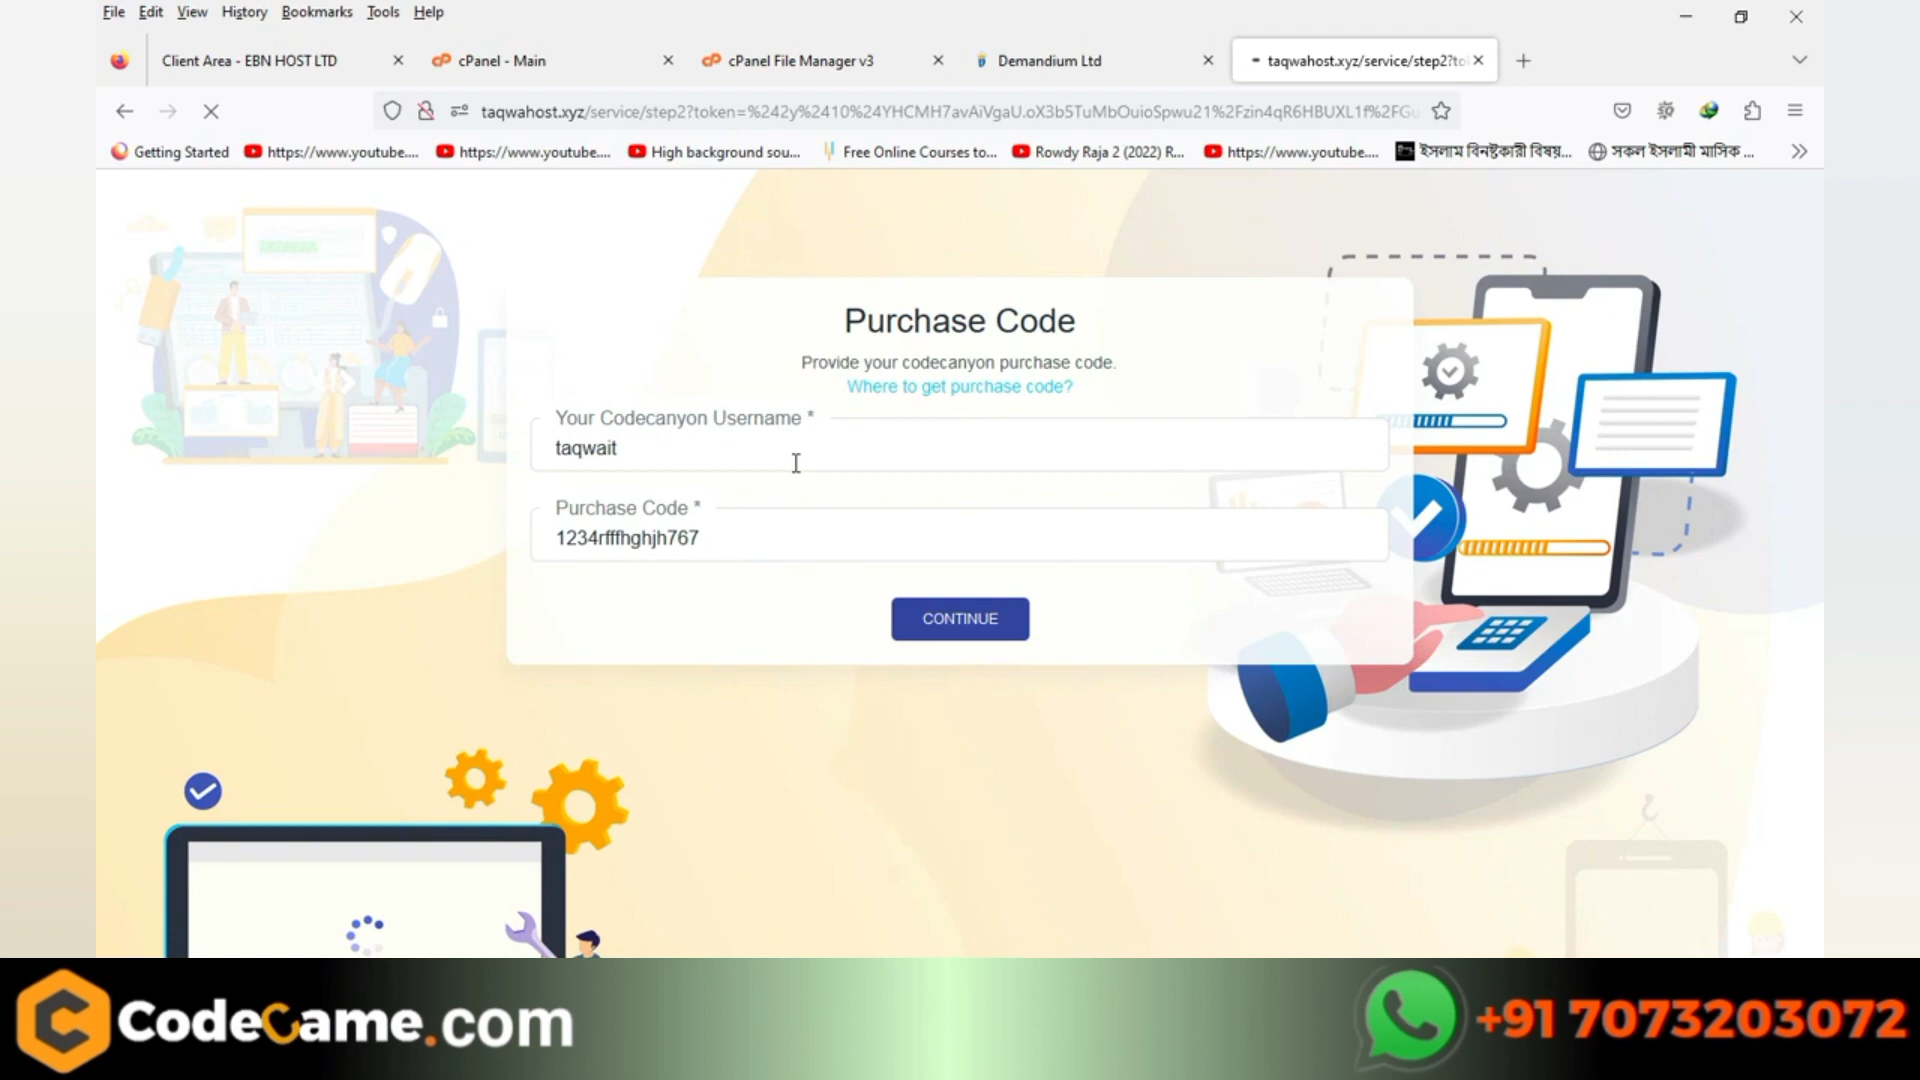 File Edit View History Bookmarks Tools Help
Client Area - EBN HOST LTD
cPanel - Main
cPanel File Manager v3
Demandium Ltd
taqwahost.xyz/service/step2?to
taqwahost.xyz/service/step2?token=%242y%2410%24YHCMH7avAiVgaU.oX3b5TuMbOuioSpwu21%2Fzin4qR6HBUXL1f%2FGu
Getting Started
https://www.youtube....
https://www.youtube....
High background sou...
Free Online Courses to...
Rowdy Raja 2 (2022) R...
https://www.youtube....
ইসলাম বিনষ্টকারী বিষয়...
সকল ইসলামী মাসিক ...
Purchase Code
Provide your codecanyon purchase code.
Where to get purchase code?
Your Codecanyon Username *
taqwait
Purchase Code *
1234rfffhghjh767
CONTINUE
CodeGame.com
+91 7073203072